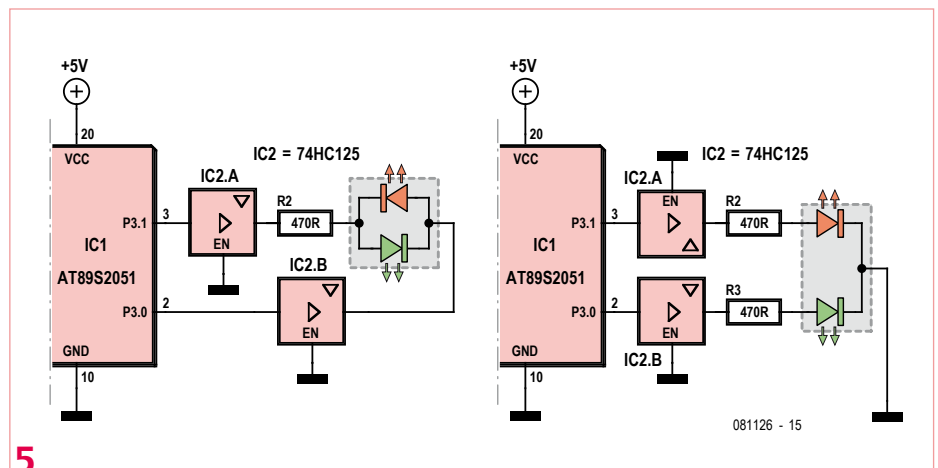 +5V
20
VCC
IC2 = 74HC125
IC2.A
P3.1
3
EN
R2
470R
IC1
AT89S2051
IC2.B
P3.0
2
EN
GND
10
+5V
20
VCC
IC2 = 74HC125
IC2.A
EN
P3.1
3
R2
470R
IC1
AT89S2051
P3.0
2
EN
R3
470R
IC2.B
GND
10
081126 - 15
5